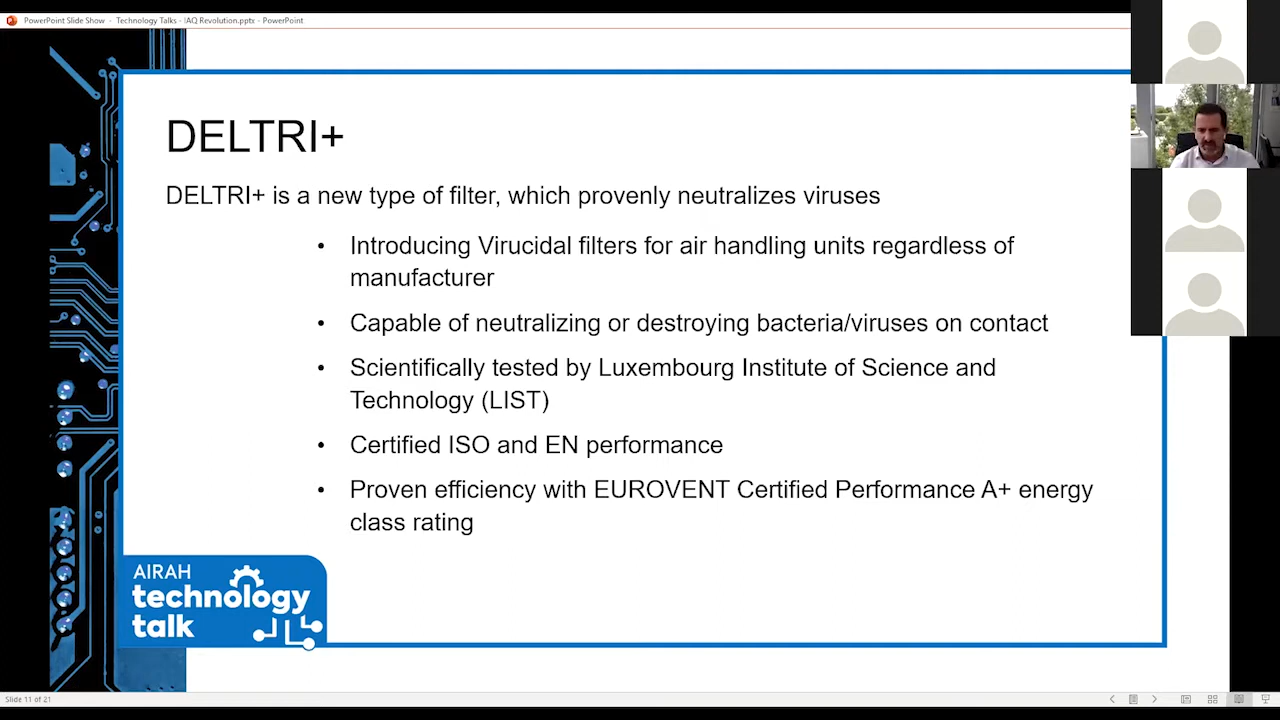 PowerPoint Slide Show - Technology Talks - IAQ Revolution.pptx - PowerPoint
DELTRI+
DELTRI+ is a new type of filter, which provenly neutralizes viruses
• Introducing Virucidal filters for air handling units regardless of
manufacturer
• Capable of neutralizing or destroying bacteria/viruses on contact
• Scientifically tested by Luxembourg Institute of Science and
Technology (LIST)
• Certified ISO and EN performance
• Proven efficiency with EUROVENT Certified Performance A+ energy
class rating
AIRAH
technology
talk
Slide 11 of 21